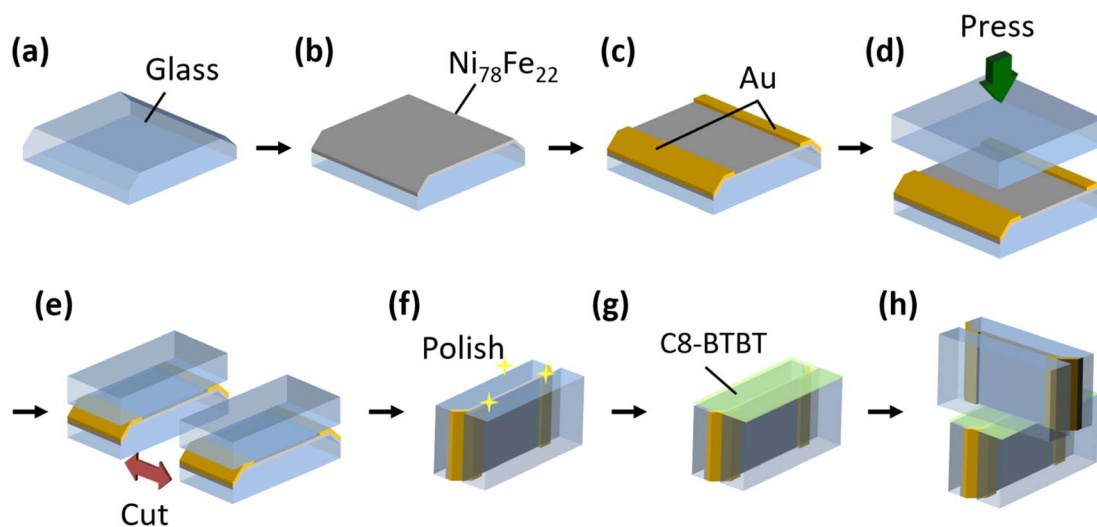 (a)
Glass
(b)
Ni₇₈Fe₂₂
(c)
Au
(d)
Press
(e)
Cut
(f)
Polish
(g)
C8-BTBT
(h)